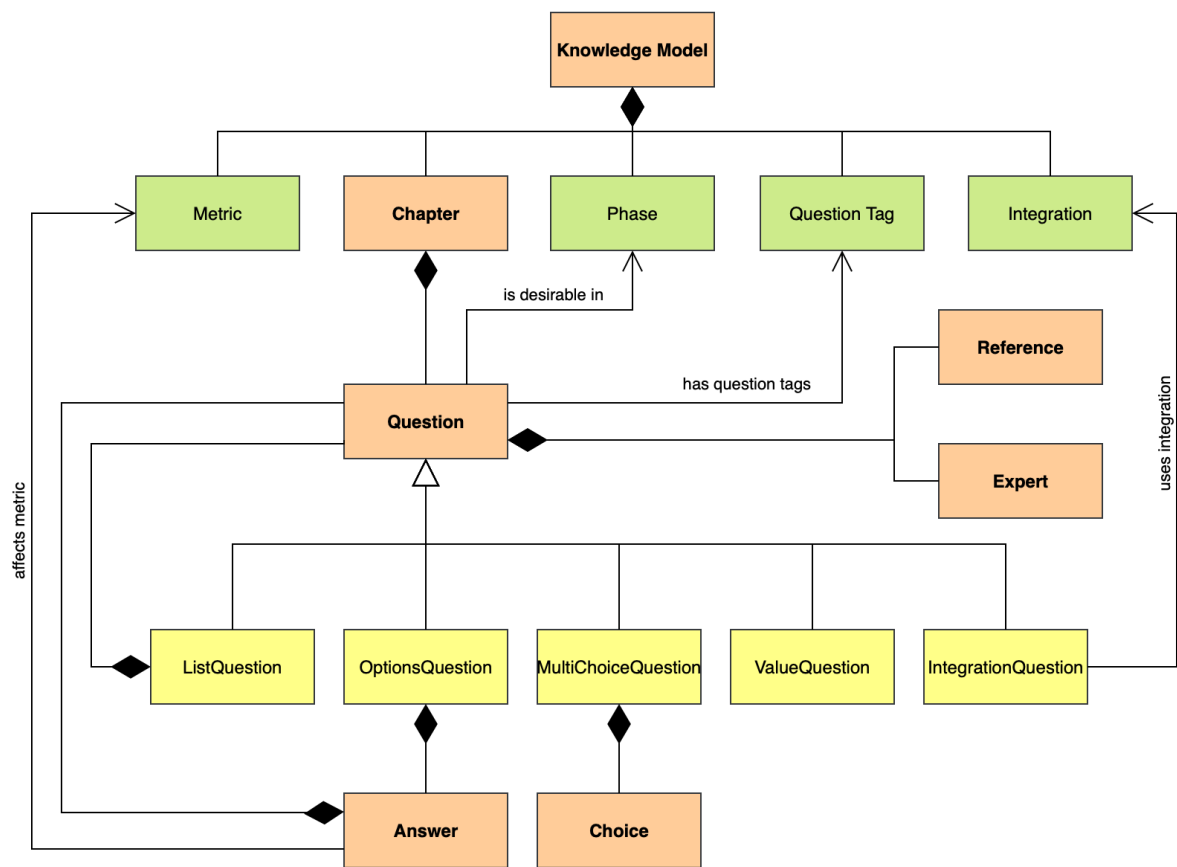 Knowledge Model
Metric
Chapter
Phase
Question Tag
Integration
is desirable in
Reference
has question tags
Question
uses integration
Expert
affects metric
ListQuestion
OptionsQuestion
MultiChoiceQuestion
ValueQuestion
IntegrationQuestion
Answer
Choice